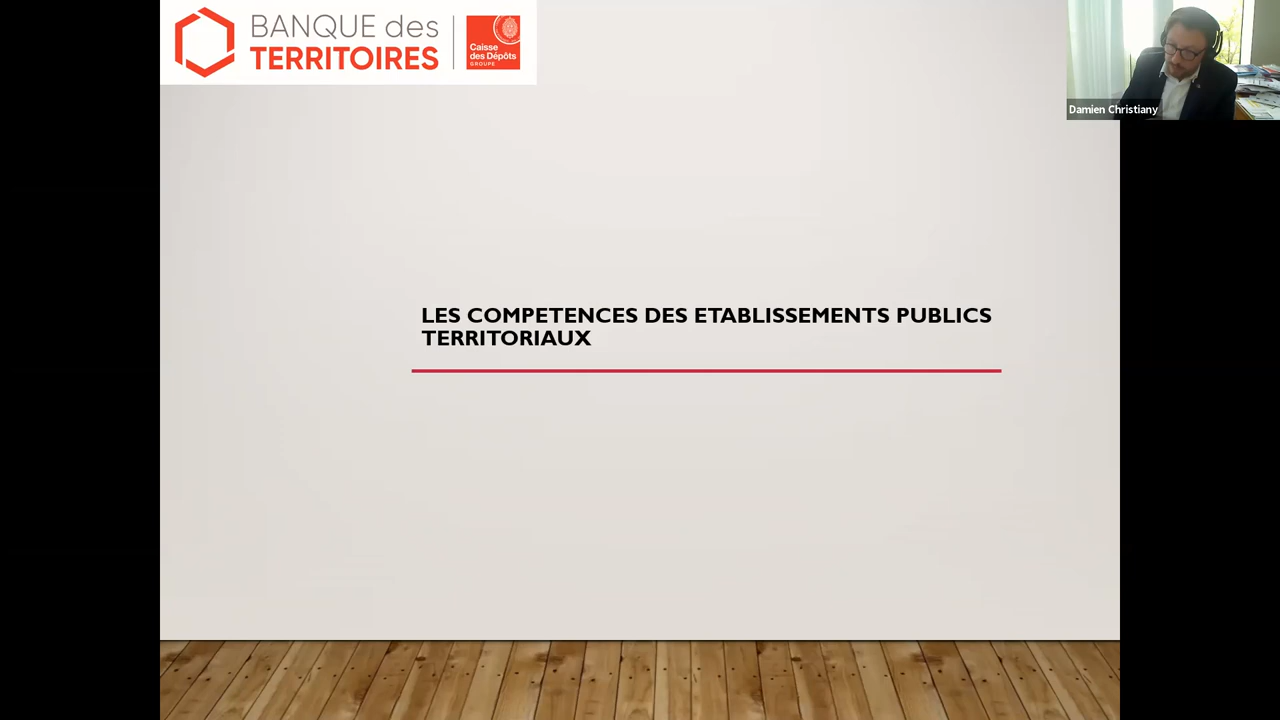 BANQUE des
TERRITOIRES
Caisse
des Dépôts
GROUPE
Damien Christiany
LES COMPETENCES DES ETABLISSEMENTS PUBLICS
TERRITORIAUX